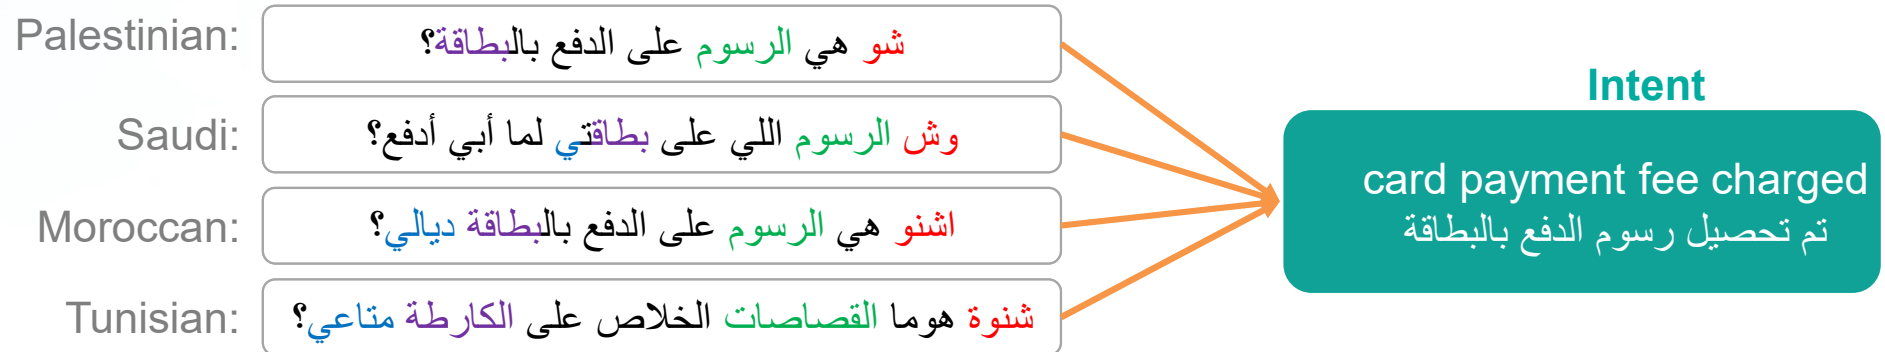 Palestinian:
شو هي الرسوم على الدفع بالبطاقة؟
Saudi:
وش الرسوم اللي على بطاقتي لما أبي أدفع؟
Moroccan:
اشنو هي الرسوم على الدفع بالبطاقة ديالي؟
Tunisian:
شنوة هوما القصاصات الخلاص على الكارطة متاعي؟
Intent
card payment fee charged
تم تحصيل رسوم الدفع بالبطاقة